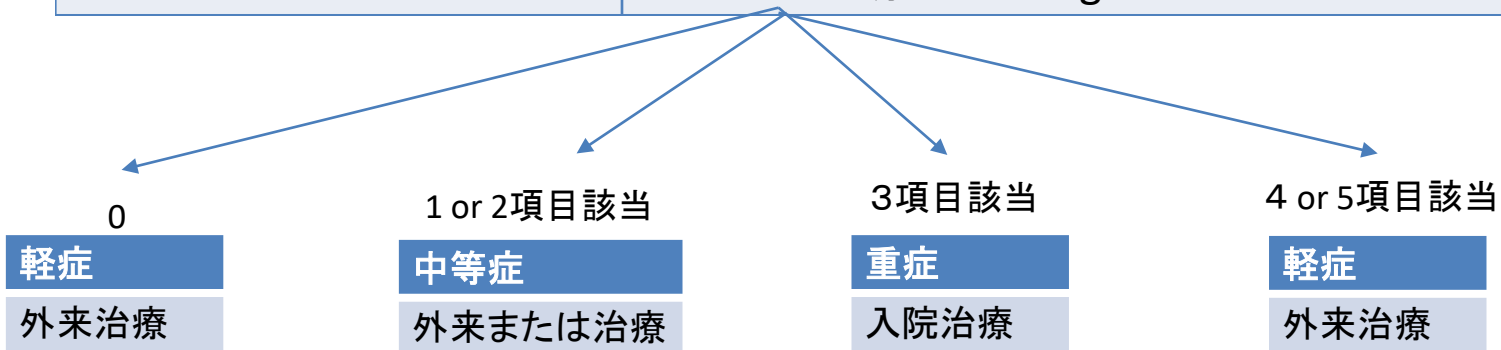 0
1 or 2項目該当
3項目該当
4 or 5項目該当
軽症
中等症
重症
軽症
外来治療
外来または治療
入院治療
外来治療